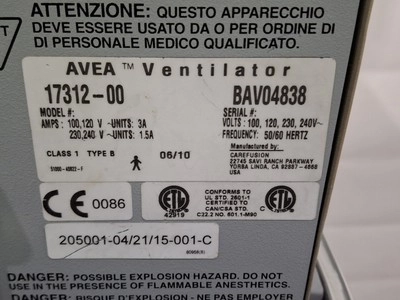 ATTENZIONE: QUESTO APPARECCHIO
DEVE ESSERE USATO DA O PER ORDINE DI
DI PERSONALE MEDICO QUALIFICATO.
AVEA™ Ventilator
17312-00 BAV04838
MODEL#: SERIAL#:
AMPS : 100,120 V ~UNITS: 3A VOLTS : 100, 120, 230, 240V~
230,240 V ~UNITS: 1.5A FREQUENCY: 50/60 HERTZ
Manufactured by:
CLASS 1 TYPE B 06/10 CAREFUSION
22745 SAVI RANCH PARKWAY
YORBA LINDA, CA 92887-4668
USA
CE 0086 ETL CONFORMS TO ETL
UL STD. 2601-1
CERTIFIED TO
CAN/CSA STD. C
42919 C22.2 NO. 601.1-M90
205001-04/21/15-001-C
DANGER: POSSIBLE EXPLOSION HAZARD. DO NOT
USE IN THE PRESENCE OF FLAMMABLE ANESTHETICS.
DANGER: RISQUE D'EXPLOSION - NE PAS EMPLOYER